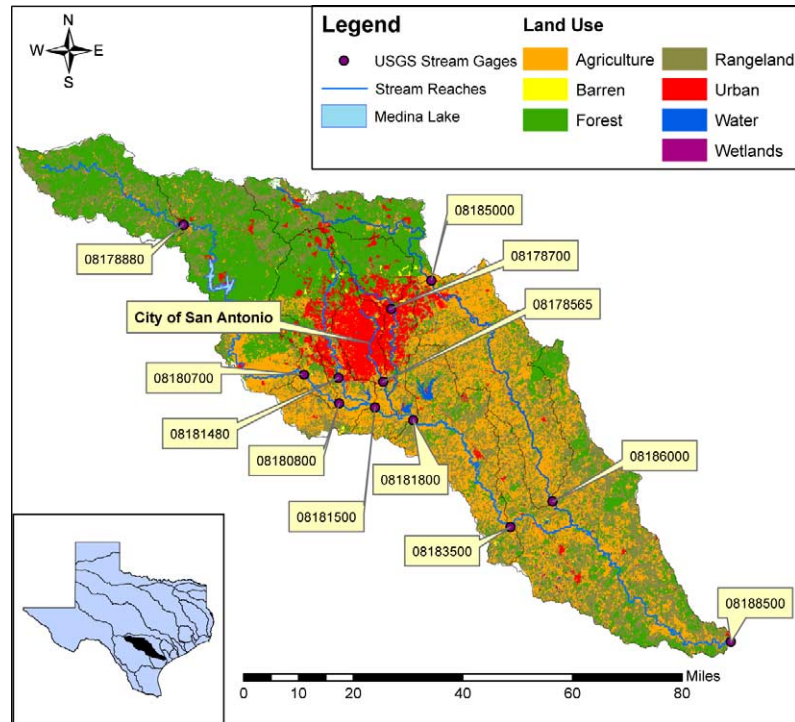 N
W E
S
Legend
USGS Stream Gages
Stream Reaches
Medina Lake
Land Use
Agriculture
Barren
Forest
Rangeland
Urban
Water
Wetlands
08185000
08178880
08178700
08178565
City of San Antonio
08180700
08181480
08180800
08181500
08181800
08186000
08183500
08188500
Miles
0 10 20 40 60 80